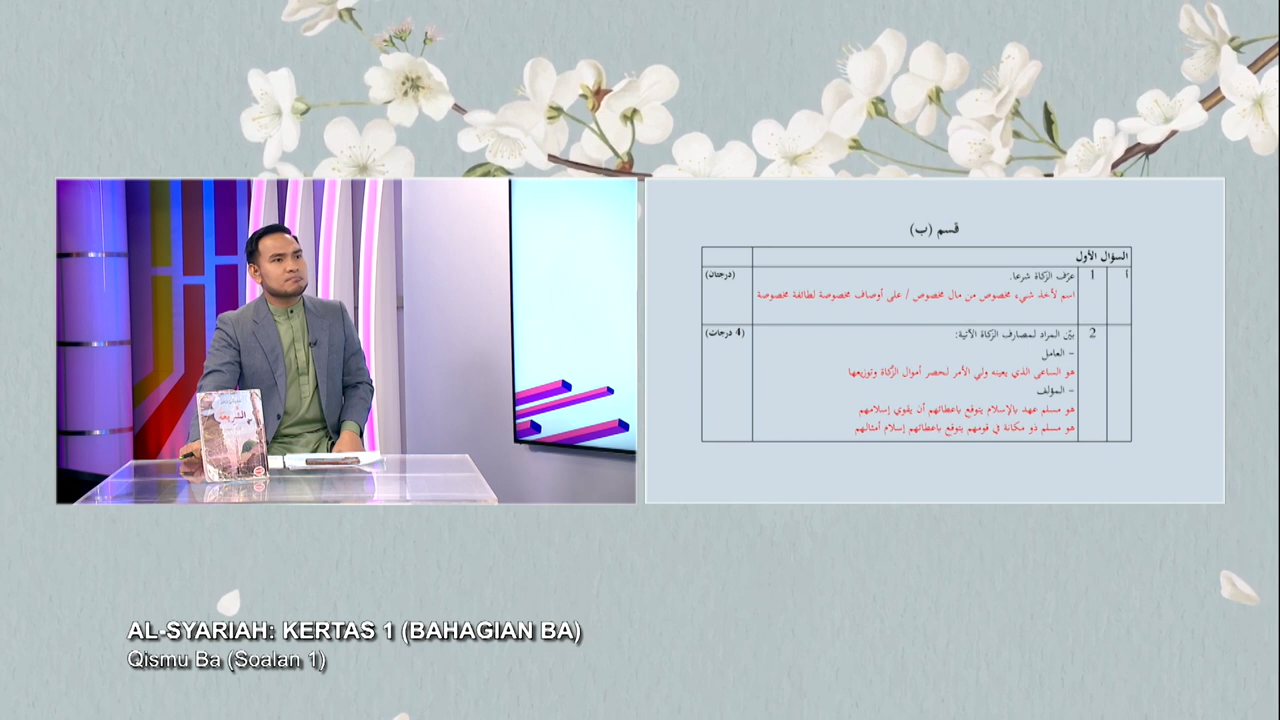 الشريعة
قسم (ب)
السؤال الأول
أ 1 عرّف الزكاة شرعا. (درجتان)
اسم لأخذ شيء مخصوص من مال مخصوص / على أوصاف مخصوصة لطائفة مخصوصة
2 بيّن المراد لمصارف الزكاة الآتية: (4 درجات)
- العامل
هو الساعى الذي يعينه ولي الأمر لحصر أموال الزكاة وتوزيعها
- المؤلف
هو مسلم عهد بالإسلام يتوقع باعطائهم أن يقوي إسلامهم
هو مسلم ذو مكانة في قومهم يتوقع باعطائهم إسلام أمثالهم
AL-SYARIAH: KERTAS 1 (BAHAGIAN BA)
Qismu Ba (Soalan 1)